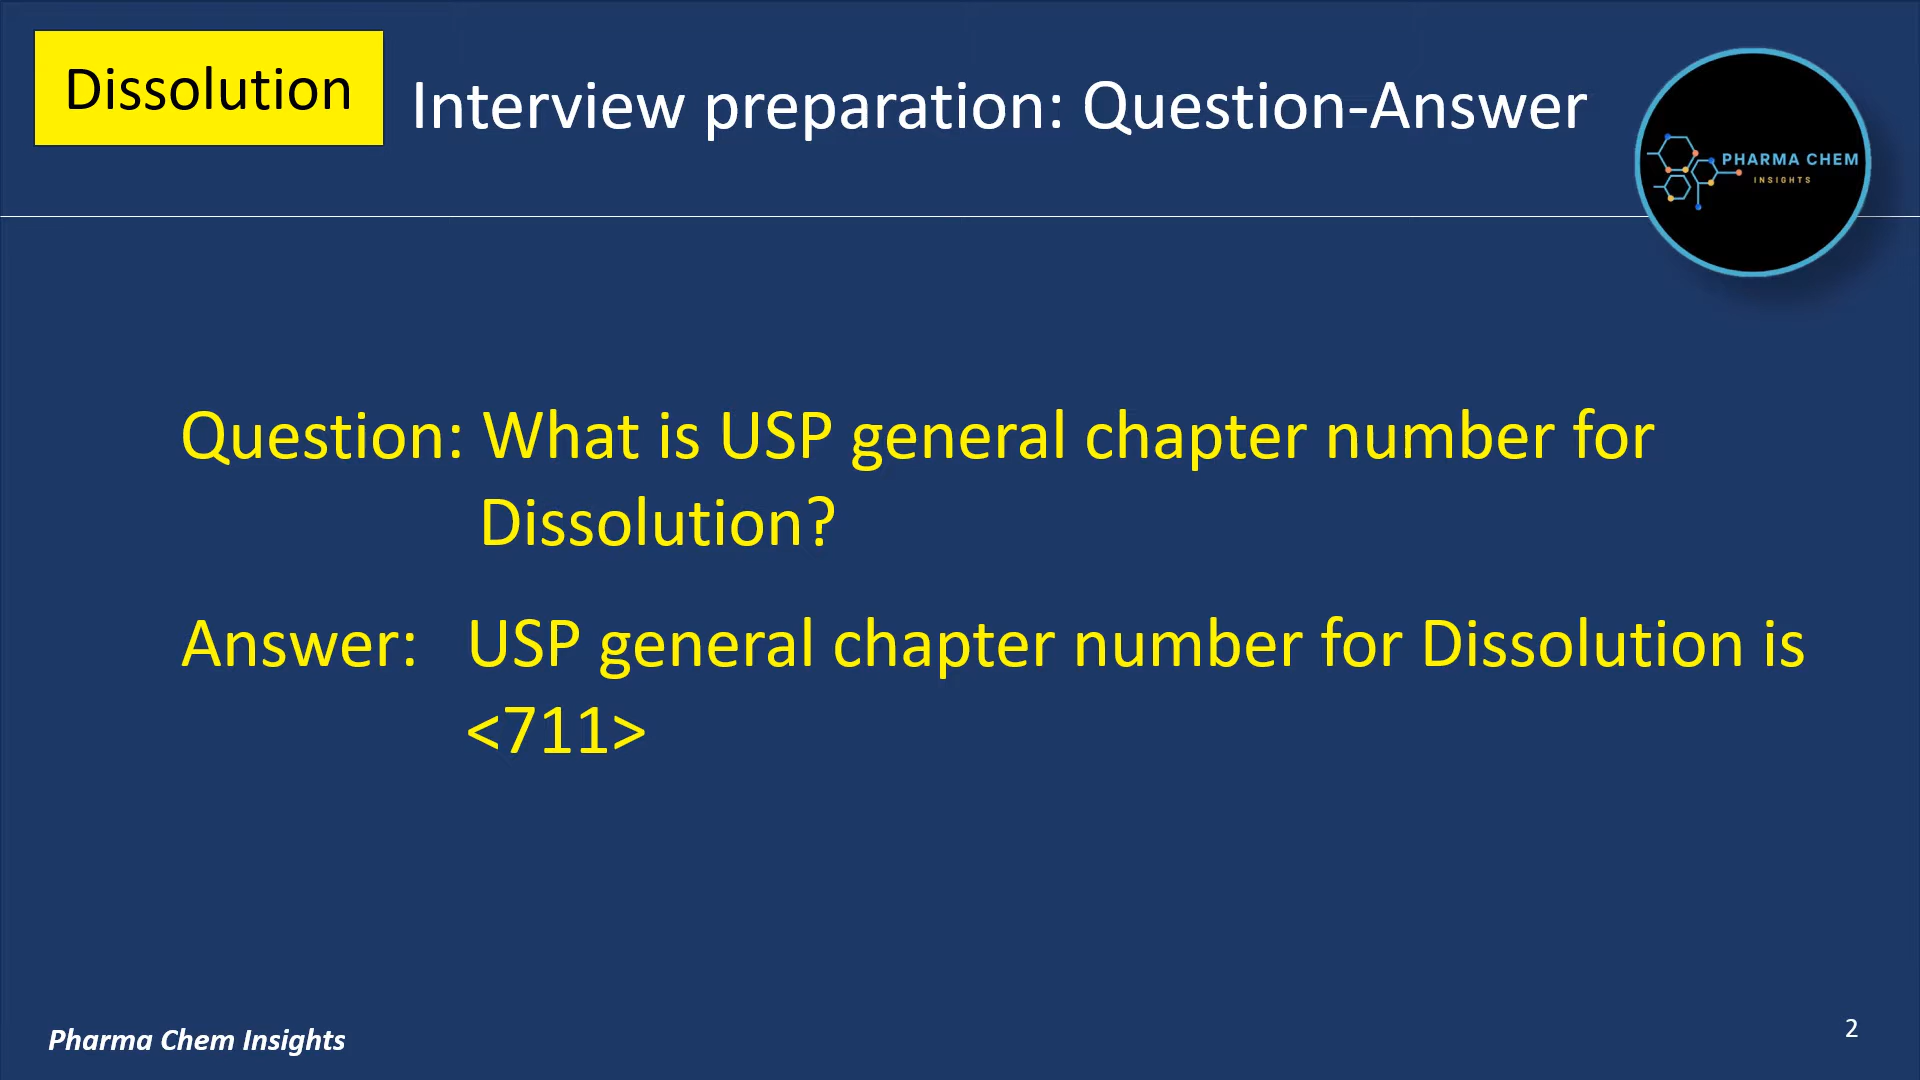 Dissolution
Interview preparation: Question-Answer
PHARMA CHEM
INSIGHTS
Question: What is USP general chapter number for
Dissolution?
Answer: USP general chapter number for Dissolution is
<711>
Pharma Chem Insights
2